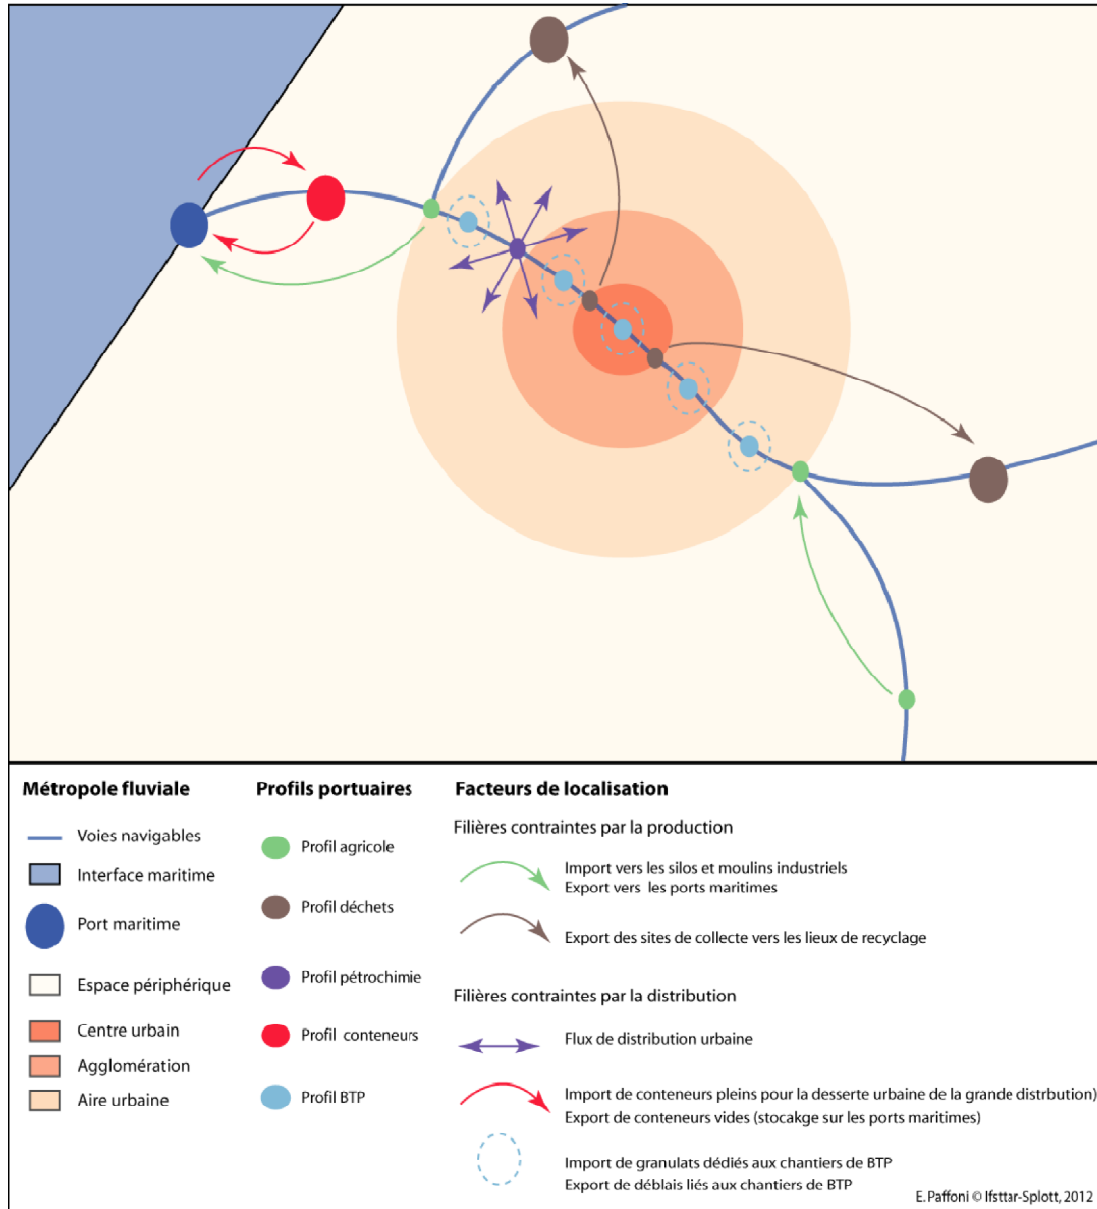 Métropole fluviale
Voies navigables
Interface maritime
Port maritime
Espace périphérique
Centre urbain
Agglomération
Aire urbaine
Profils portuaires
Profil agricole
Profil déchets
Profil pétrochimie
Profil conteneurs
Profil BTP
Facteurs de localisation
Filières contraintes par la production
Import vers les silos et moulins industriels
Export vers les ports maritimes
Export des sites de collecte vers les lieux de recyclage
Filières contraintes par la distribution
Flux de distribution urbaine
Import de conteneurs pleins pour la desserte urbaine de la grande distrbution)
Export de conteneurs vides (stocakge sur les ports maritimes)
Import de granulats dédiés aux chantiers de BTP
Export de déblais liés aux chantiers de BTP
E. Paffoni © Ifsttar-Splott, 2012